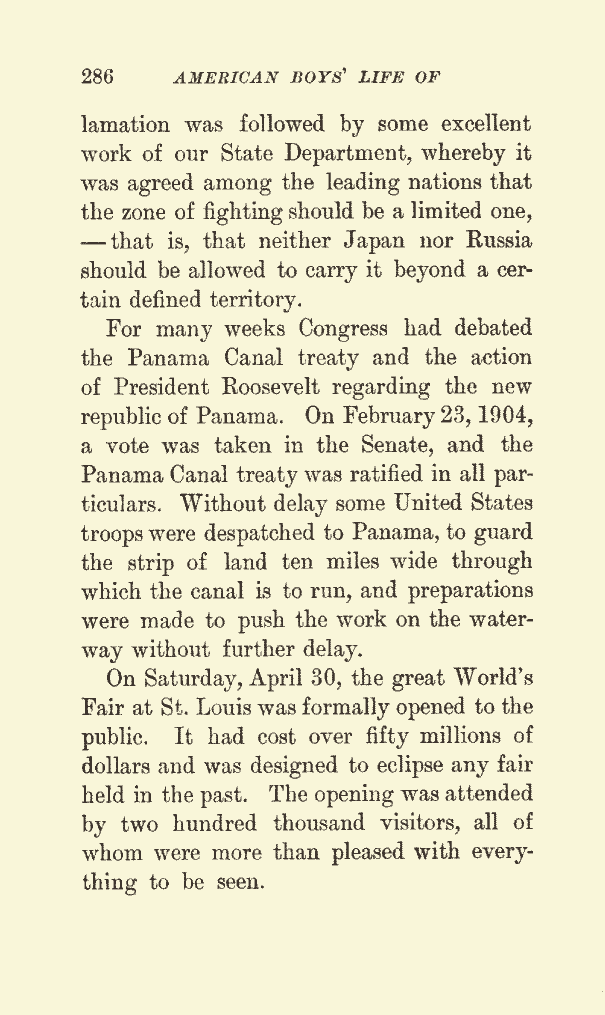 286 AMERICAN BOYS' LIFE OF
lamation was followed by some excellent
work of our State Department, whereby it
was agreed among the leading nations that
the zone of fighting should be a limited one,
— that is, that neither Japan nor Russia
should be allowed to carry it beyond a cer-
tain defined territory.
For many weeks Congress had debated
the Panama Canal treaty and the action
of President Roosevelt regarding the new
republic of Panama. On February 23, 1904,
a vote was taken in the Senate, and the
Panama Canal treaty was ratified in all par-
ticulars. Without delay some United States
troops were despatched to Panama, to guard
the strip of land ten miles wide through
which the canal is to run, and preparations
were made to push the work on the water-
way without further delay.
On Saturday, April 30, the great World's
Fair at St. Louis was formally opened to the
public. It had cost over fifty millions of
dollars and was designed to eclipse any fair
held in the past. The opening was attended
by two hundred thousand visitors, all of
whom were more than pleased with every-
thing to be seen.